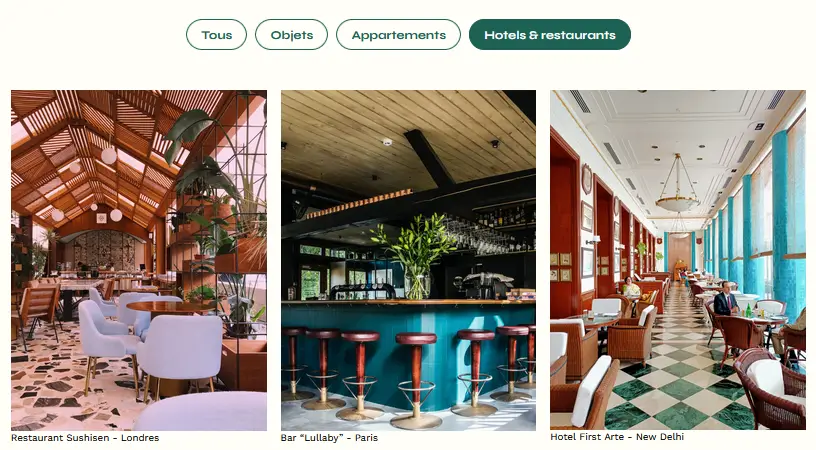 Tous
Objets
Appartements
Hotels & restaurants
Restaurant Sushisen - Londres
Bar “Lullaby” - Paris
Hotel First Arte - New Delhi